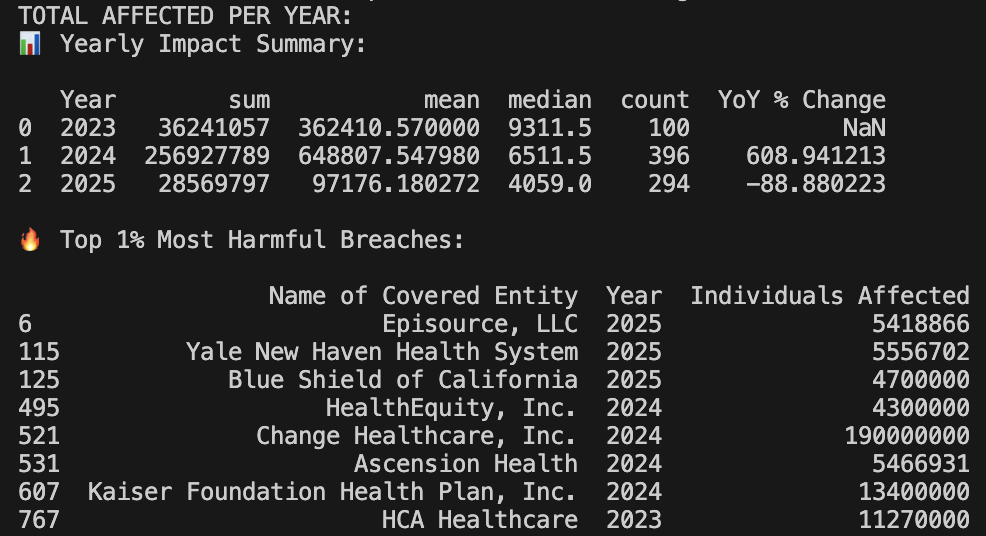 TOTAL AFFECTED PER YEAR:
📊 Yearly Impact Summary:
Year sum mean median count YoY % Change
0 2023 36241057 362410.570000 9311.5 100 NaN
1 2024 256927789 648807.547980 6511.5 396 608.941213
2 2025 28569797 97176.180272 4059.0 294 -88.880223
🔥 Top 1% Most Harmful Breaches:
Name of Covered Entity Year Individuals Affected
6 Episource, LLC 2025 5418866
115 Yale New Haven Health System 2025 5556702
125 Blue Shield of California 2025 4700000
495 HealthEquity, Inc. 2024 4300000
521 Change Healthcare, Inc. 2024 190000000
531 Ascension Health 2024 5466931
607 Kaiser Foundation Health Plan, Inc. 2024 13400000
767 HCA Healthcare 2023 11270000